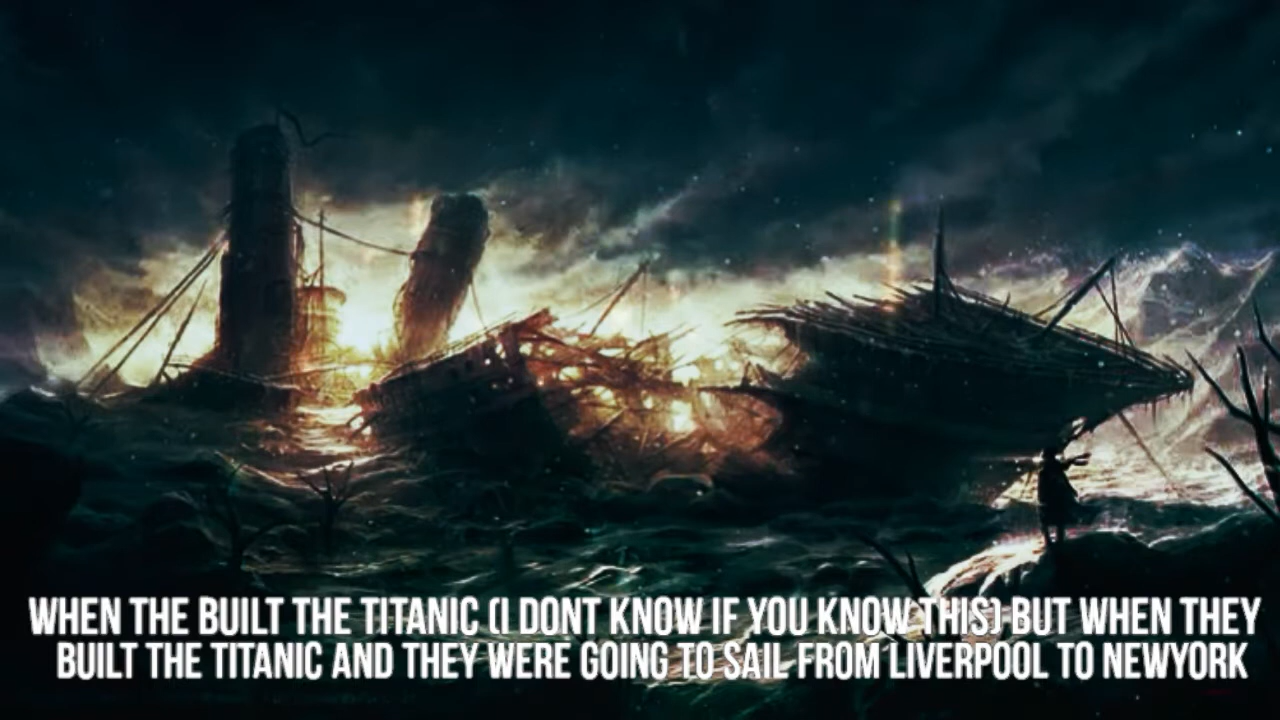 WHEN THE BUILT THE TITANIC (I DONT KNOW IF YOU KNOW THIS) BUT WHEN THEY
BUILT THE TITANIC AND THEY WERE GOING TO SAIL FROM LIVERPOOL TO NEWYORK